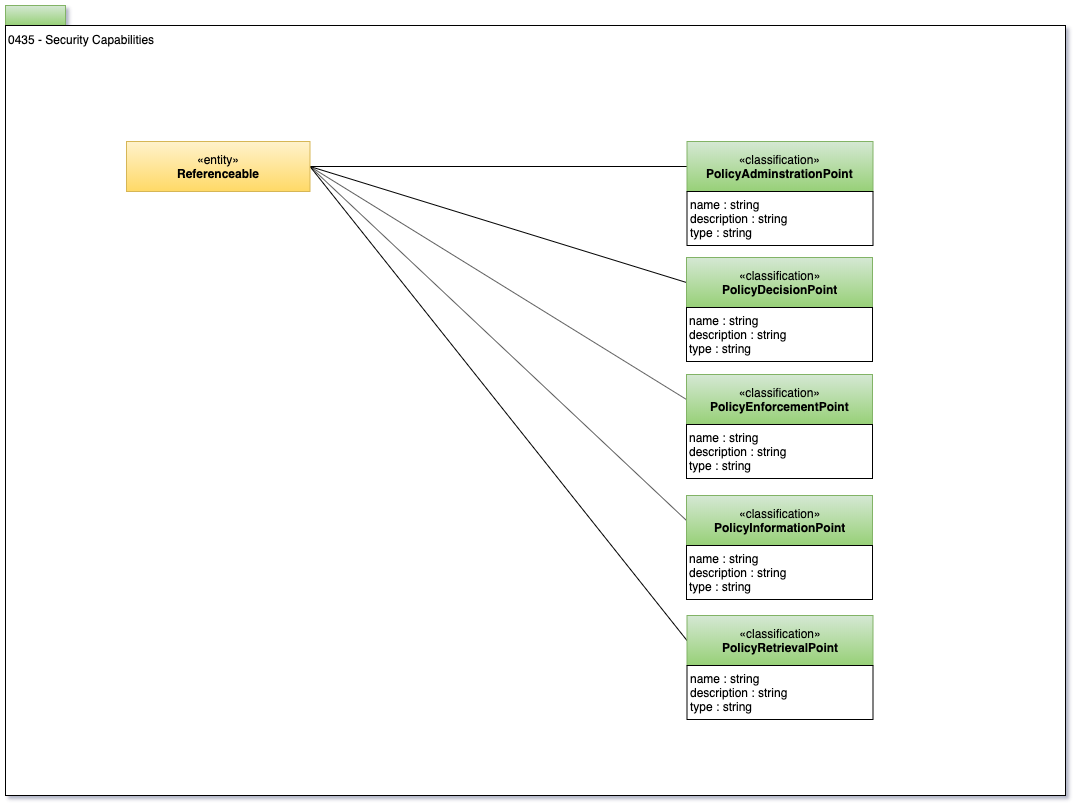 0435 - Security Capabilities
«entity»
Referenceable
«classification»
PolicyAdminstrationPoint
name : string
description : string
type : string
«classification»
PolicyDecisionPoint
name : string
description : string
type : string
«classification»
PolicyEnforcementPoint
name : string
description : string
type : string
«classification»
PolicyInformationPoint
name : string
description : string
type : string
«classification»
PolicyRetrievalPoint
name : string
description : string
type : string